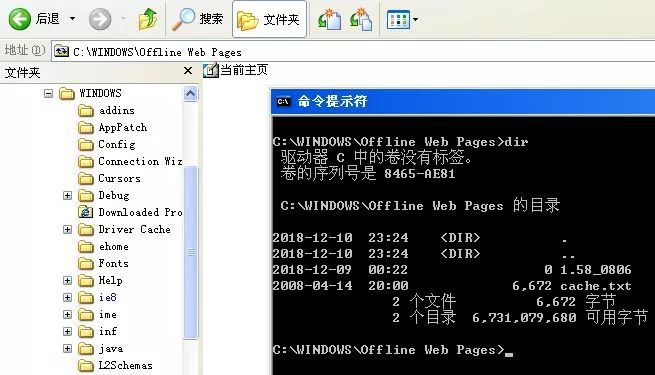 后退 搜索 文件夹
地址(D) C:\WINDOWS\Offline Web Pages
文件夹 × 当前主页
WINDOWS
addins
AppPatch
Config
Connection Wiz
Cursors
Debug
Downloaded Pro
Driver Cache
ehome
Fonts
Help
ie8
ime
inf
java
L2Schemas
C:\ 命令提示符
C:\WINDOWS\Offline Web Pages>dir
驱动器 C 中的卷没有标签。
卷的序列号是 8465-AE81
C:\WINDOWS\Offline Web Pages 的目录
2018-12-10  23:24    <DIR>          .
2018-12-10  23:24    <DIR>          ..
2018-12-09  00:22                 0 1.58_0806
2008-04-14  20:00             6,672 cache.txt
2 个文件          6,672 字节
2 个目录  6,731,079,680 可用字节
C:\WINDOWS\Offline Web Pages>_